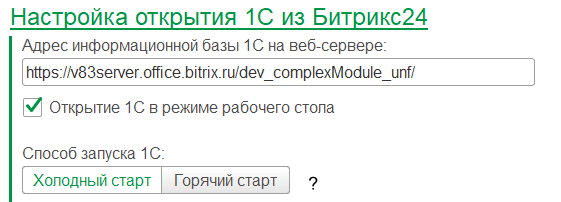 Настройка открытия 1С из Битрикс24
Адрес информационной базы 1С на веб-сервере:
https://v83server.office.bitrix.ru/dev_complexModule_unf/
Открытие 1С в режиме рабочего стола
Способ запуска 1С:
Холодный старт Горячий старт ?